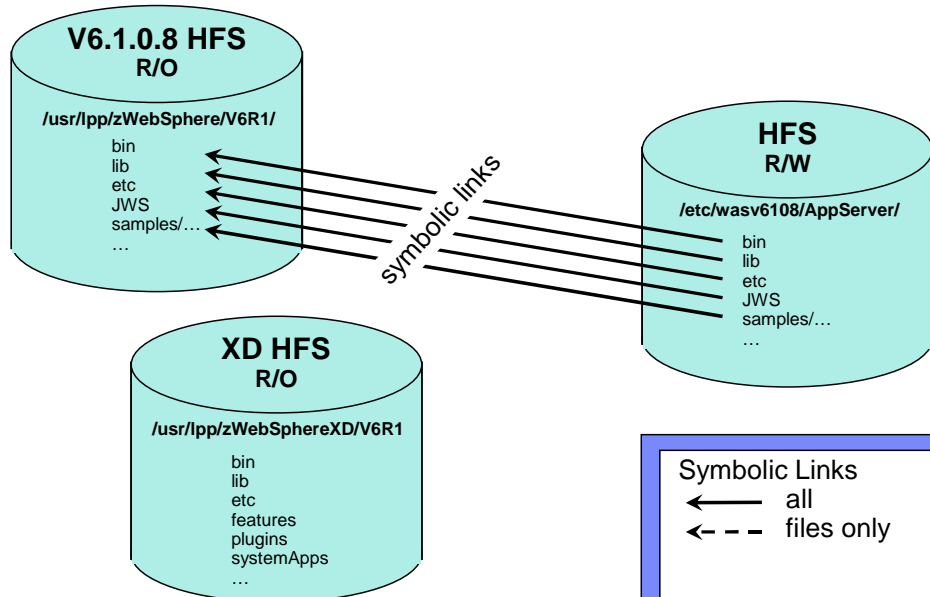 V6.1.0.8 HFS
R/O
/usr/lpp/zWebSphere/V6R1/
bin
lib
etc
JWS
samples/…
…
symbolic links
HFS
R/W
/etc/wasv6108/AppServer/
bin
lib
etc
JWS
samples/…
…
XD HFS
R/O
/usr/lpp/zWebSphereXD/V6R1
bin
lib
etc
features
plugins
systemApps
…
Symbolic Links
all
files only